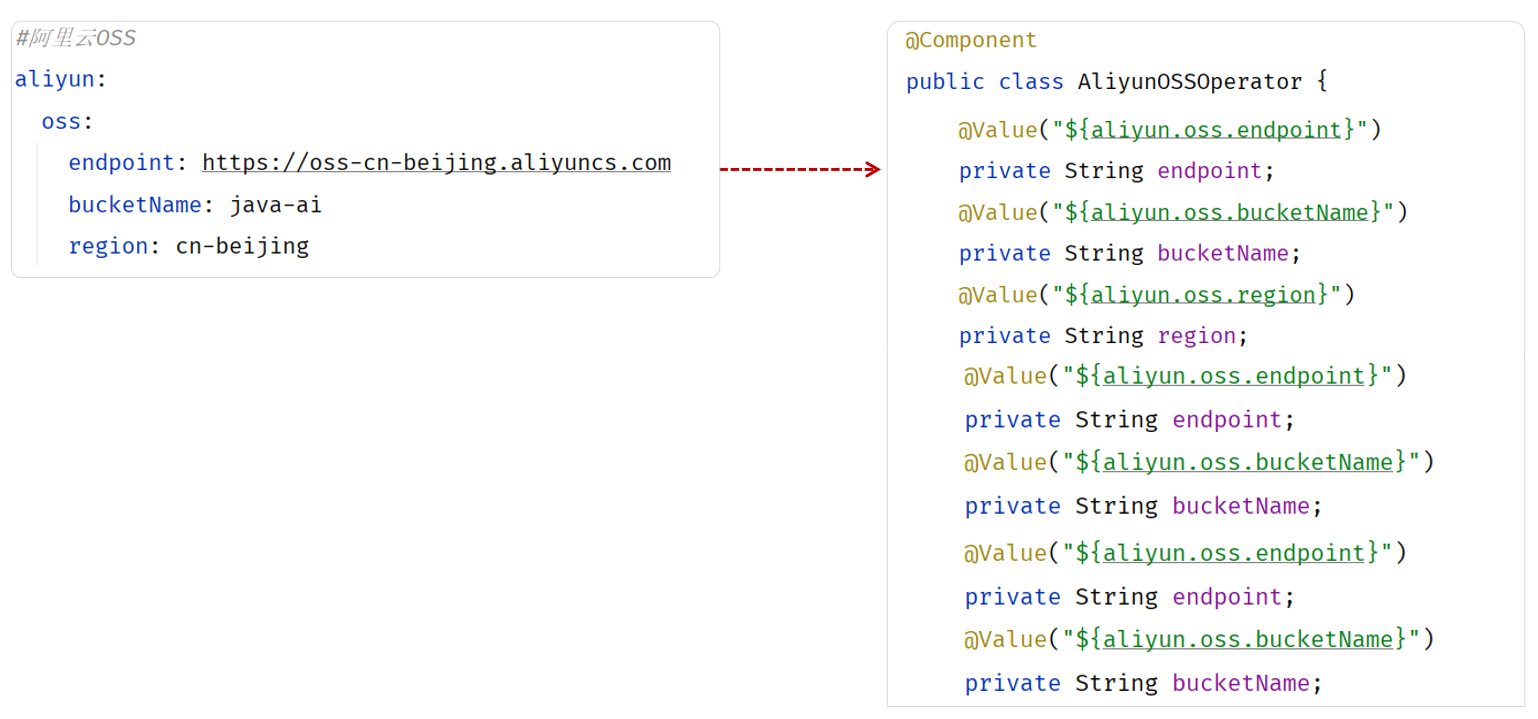 #阿里云OSS
aliyun:
  oss:
    endpoint: https://oss-cn-beijing.aliyuncs.com
    bucketName: java-ai
    region: cn-beijing
@Component
public class AliyunOSSOperator {
    @Value("${aliyun.oss.endpoint}")
    private String endpoint;
    @Value("${aliyun.oss.bucketName}")
    private String bucketName;
    @Value("${aliyun.oss.region}")
    private String region;
    @Value("${aliyun.oss.endpoint}")
    private String endpoint;
    @Value("${aliyun.oss.bucketName}")
    private String bucketName;
    @Value("${aliyun.oss.endpoint}")
    private String endpoint;
    @Value("${aliyun.oss.bucketName}")
    private String bucketName;